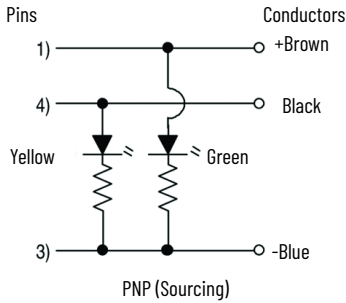 Pins Conductors
1) +Brown
4) Black
Yellow Green
3) -Blue
PNP (Sourcing)